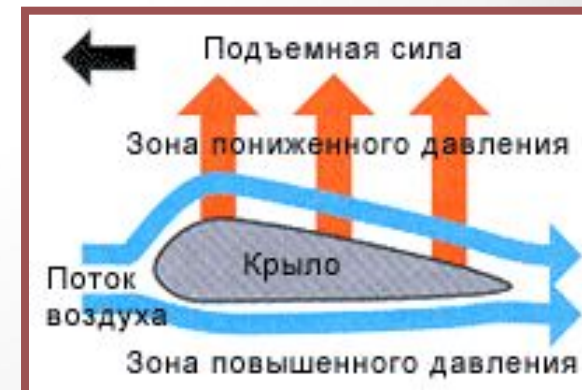 Подъемная сила
Зона пониженного давления
Крыло
Поток
воздуха
Зона повышенного давления